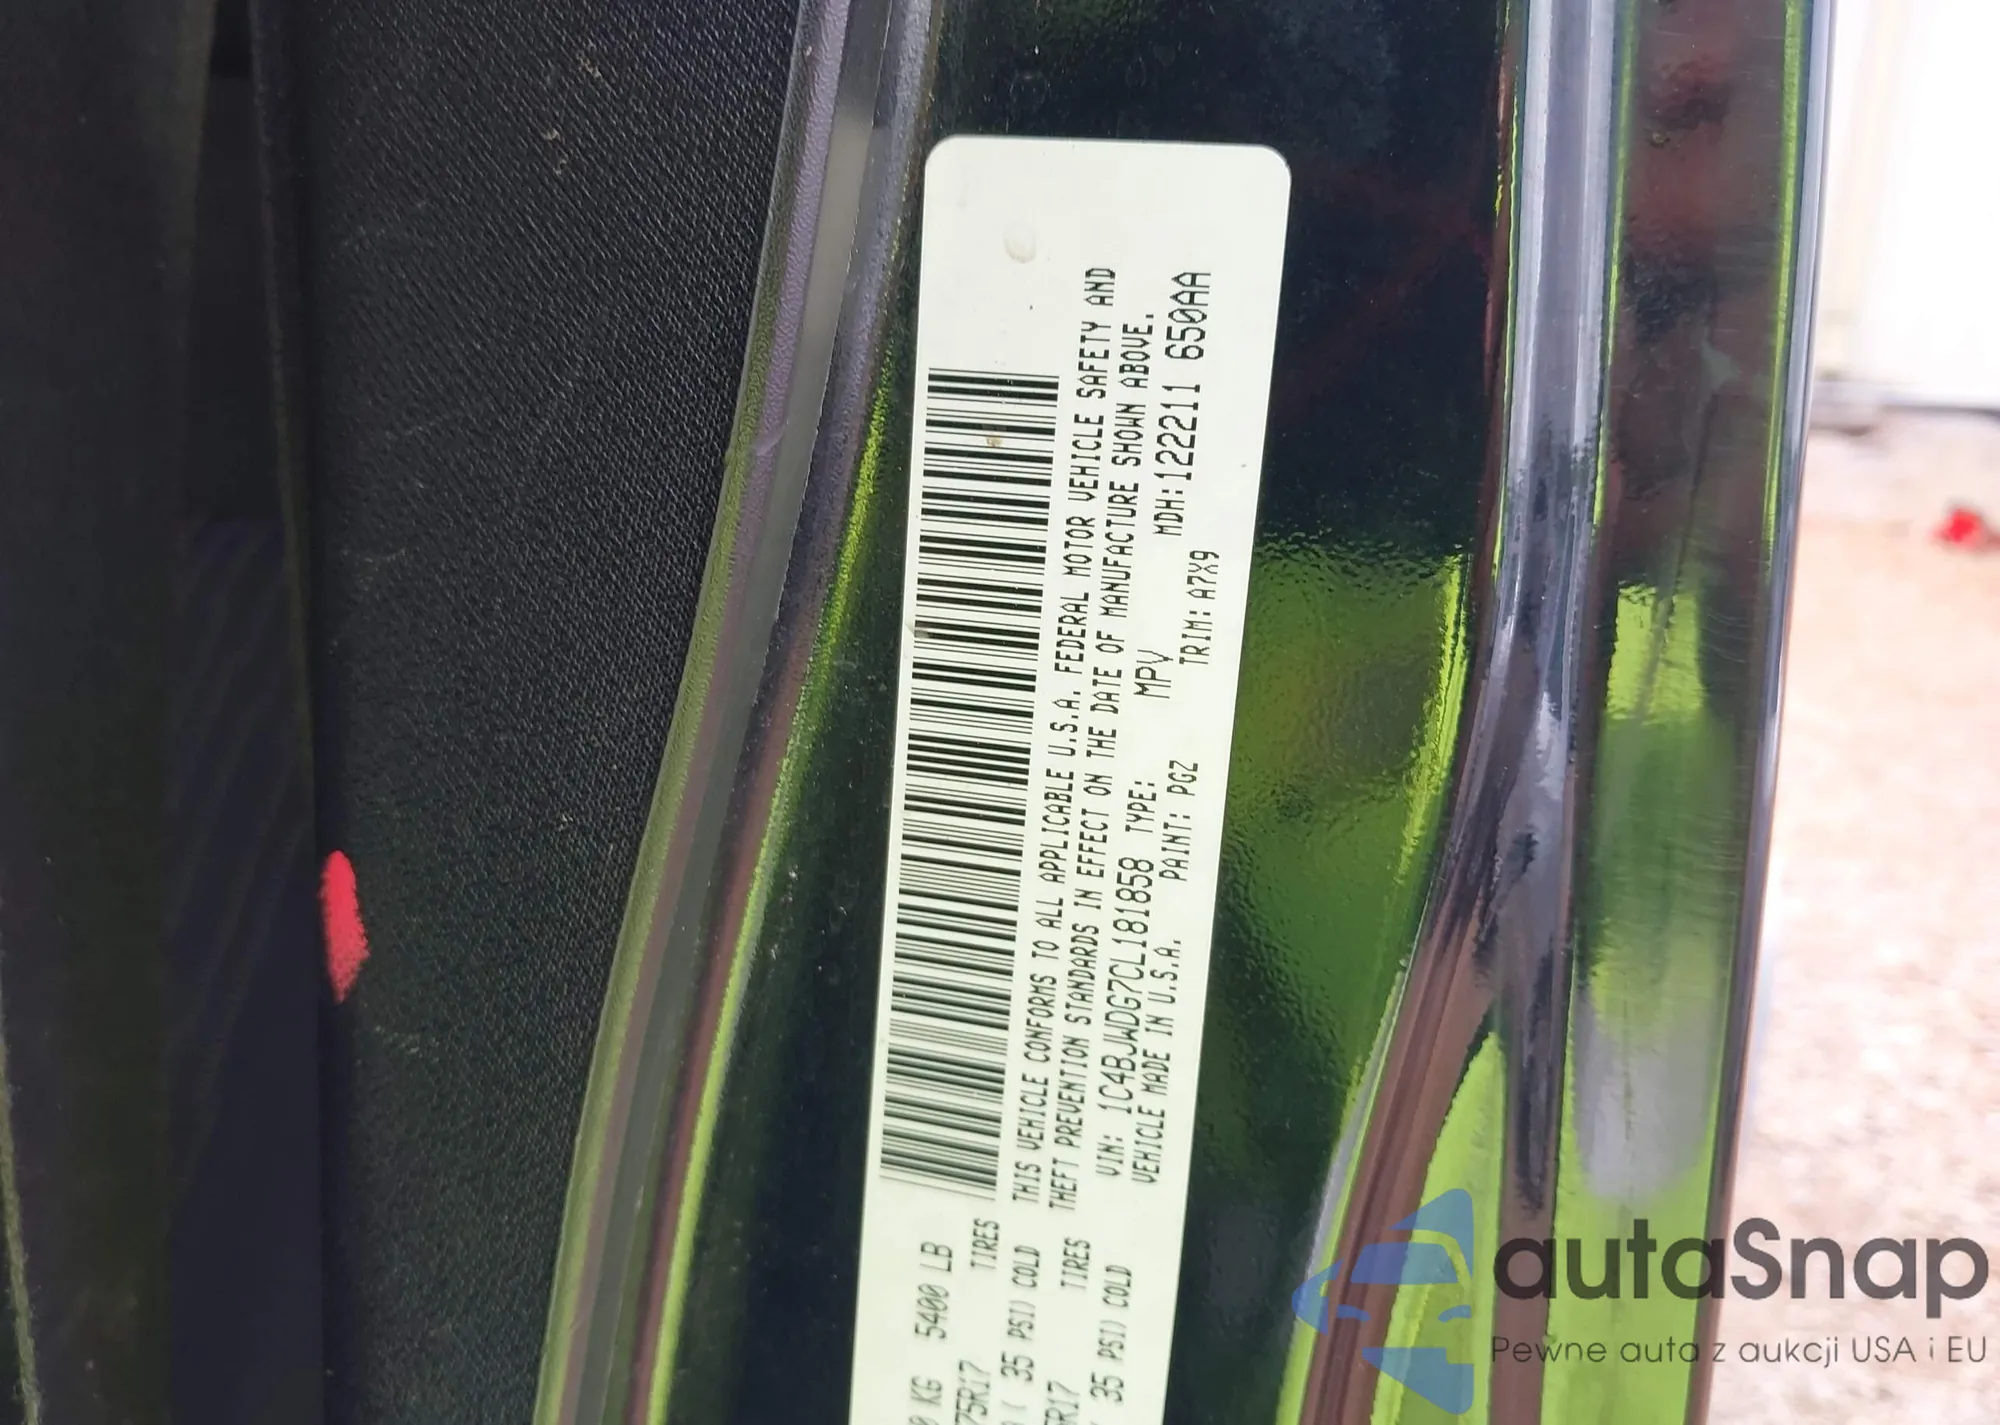 0 KG 5400 LB
75R17 TIRES
( 35 PSI) COLD
5R17 TIRES
35 PSI) COLD
THIS VEHICLE CONFORMS TO ALL APPLICABLE U.S.A. FEDERAL MOTOR VEHICLE SAFETY AND
THEFT PREVENTION STANDARDS IN EFFECT ON THE DATE OF MANUFACTURE SHOWN ABOVE.
VIN: 1C4BJWDG7CL181858 TYPE: MPV MDH:122211 650AA
VEHICLE MADE IN U.S.A. PAINT: PGZ TRIM: A7X9
autaSnap
Pewne auta z aukcji USA i EU